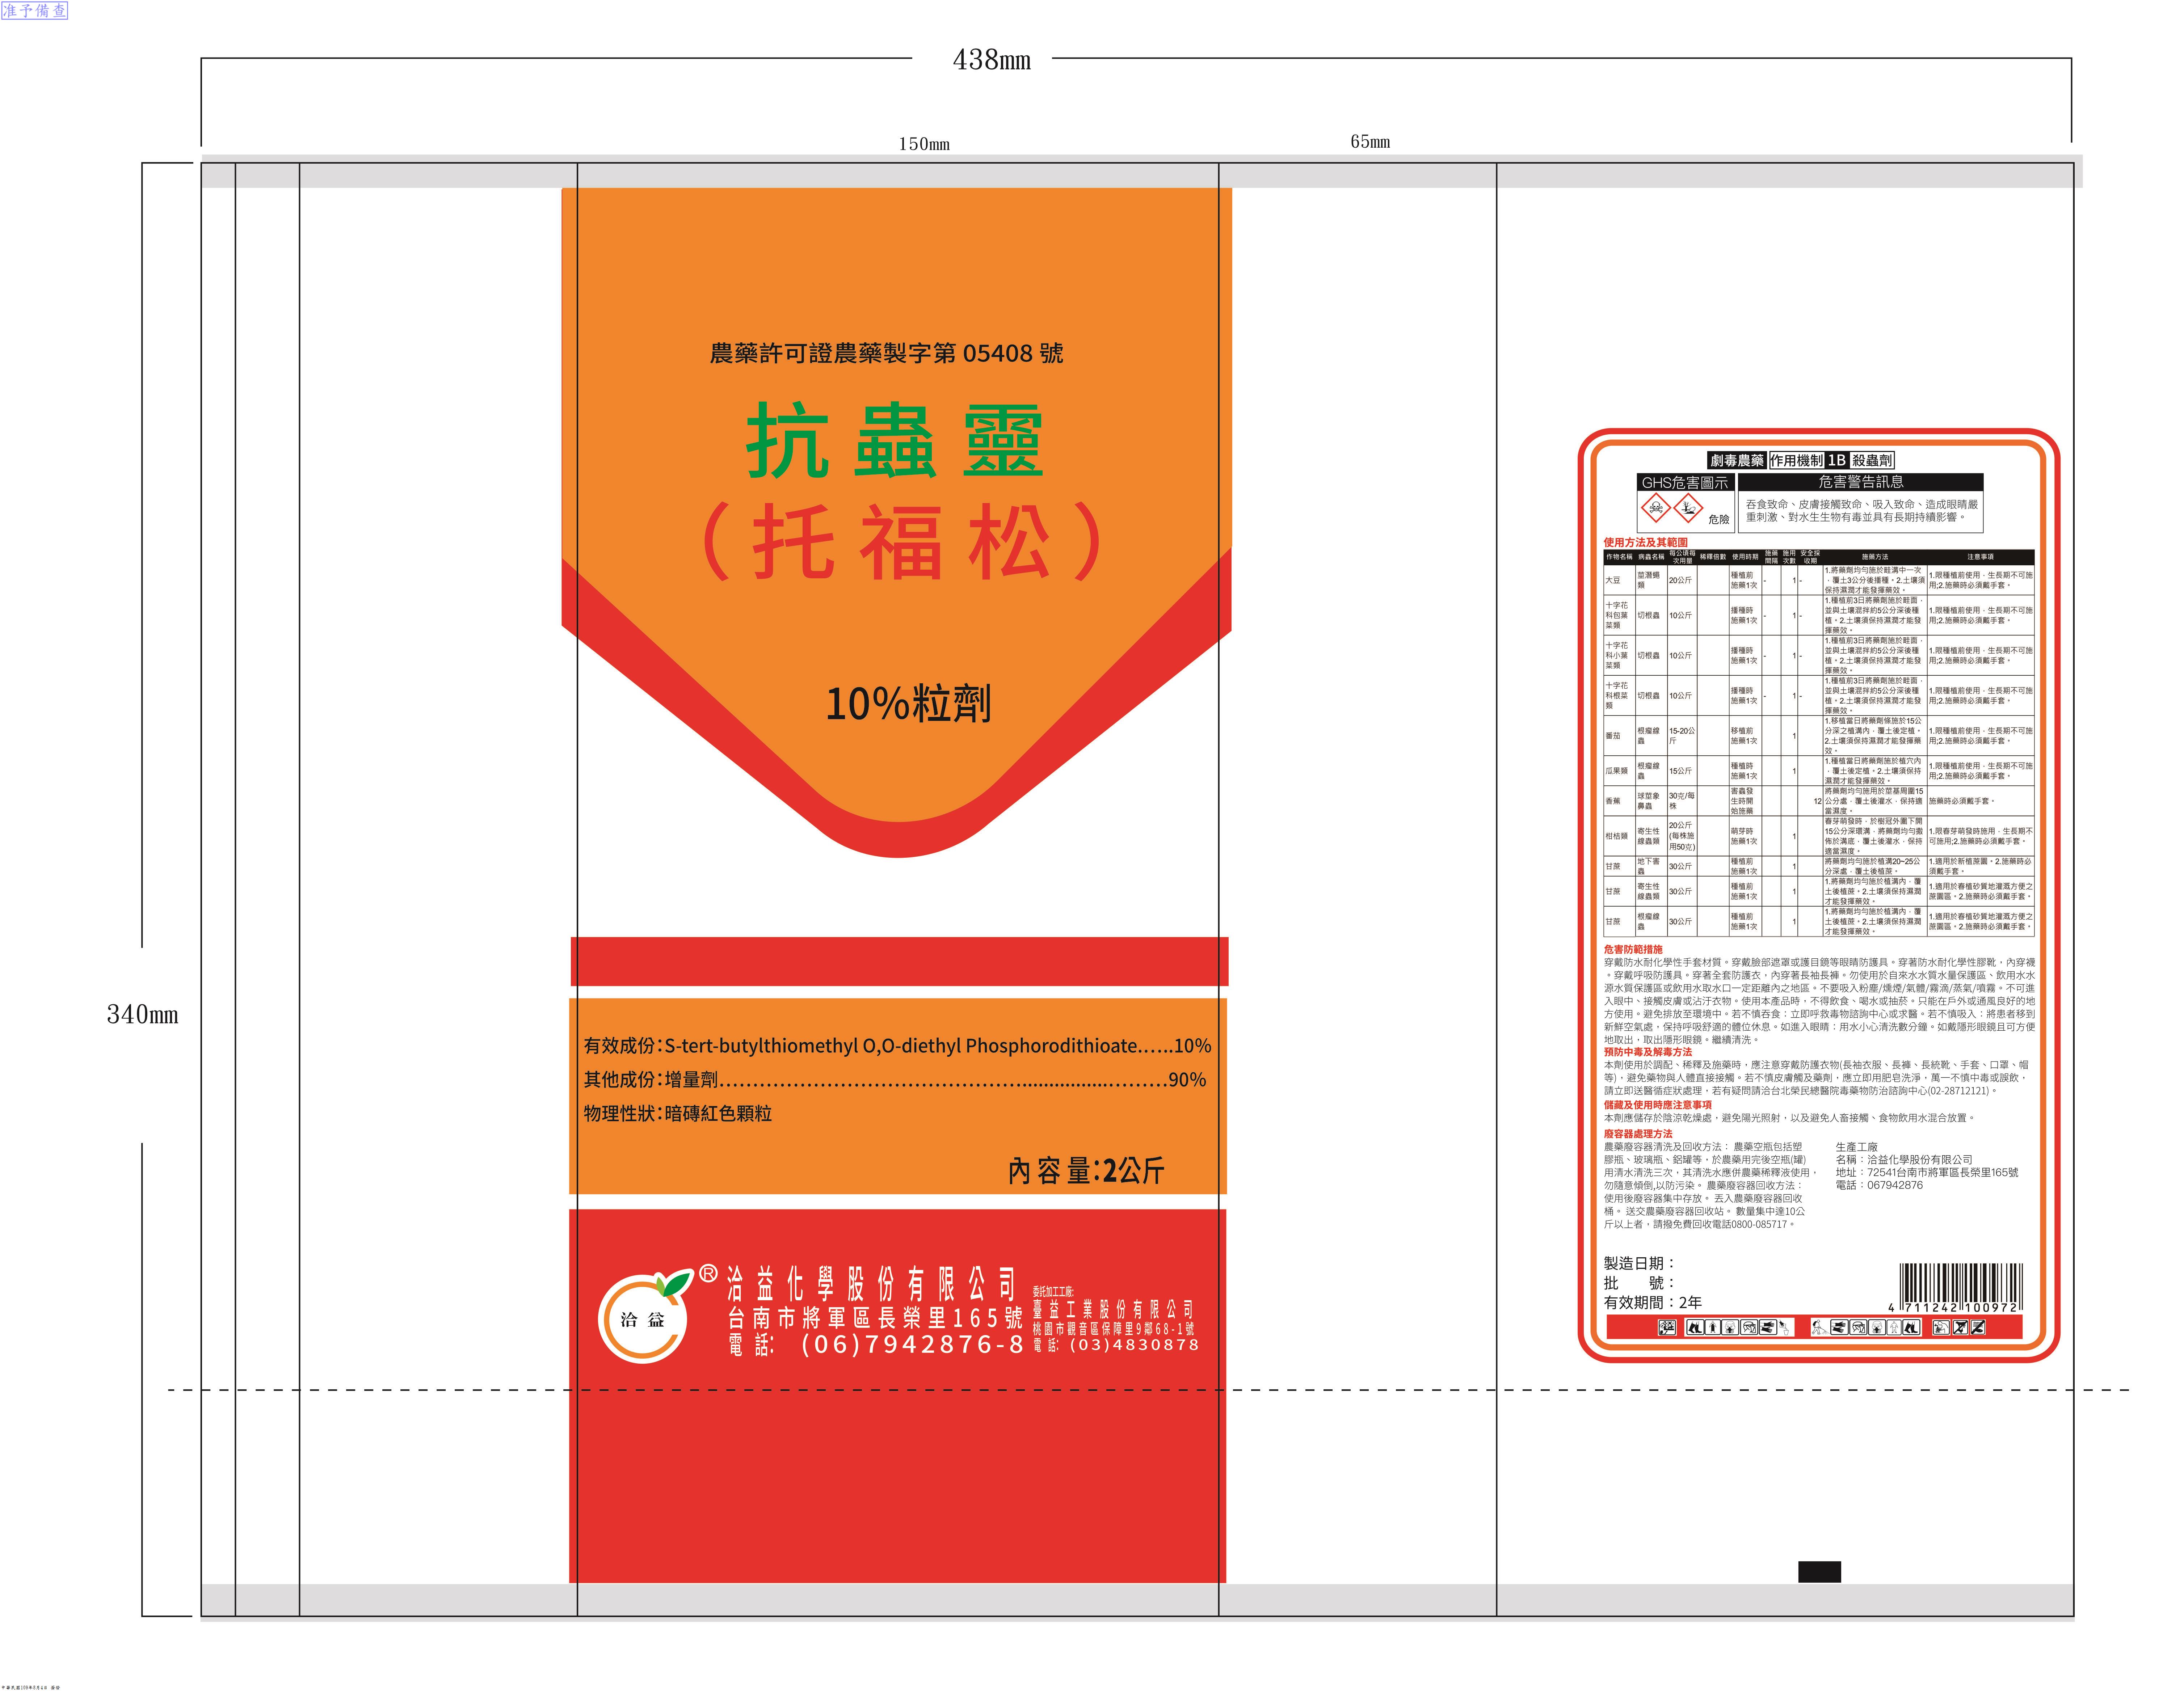 准予備查
438mm
150mm
65mm
340mm
農藥許可證農藥製字第 05408 號
抗蟲靈
(托福松)
10%粒劑
有效成份:S-tert-butylthiomethyl O,O-diethyl Phosphorodithioate......10%
其他成份:增量劑............................................................90%
物理性狀:暗磚紅色顆粒
內容量:2公斤
洽益
®
洽益化學股份有限公司
台南市將軍區長榮里165號
電話: (06)7942876-8
委託加工工廠:
臺益工業股份有限公司
桃園市觀音區保障里9鄰68-1號
電話: (03)4830878
劇毒農藥 作用機制 1B 殺蟲劑
GHS危害圖示 危害警告訊息
危險
吞食致命、皮膚接觸致命、吸入致命、造成眼睛嚴
重刺激、對水生生物有毒並具有長期持續影響。
使用方法及其範圍
作物名稱 病蟲名稱 每公頃每次用量 稀釋倍數 使用時期 施藥間隔 施用次數 安全採收期 施藥方法 注意事項
大豆 莖潛蠅類 20公斤 種植前施藥1次 - 1 - 1.將藥劑均勻施於畦溝中一次，覆土3公分後播種。2.土壤須保持濕潤才能發揮藥效。 1.限種植前使用，生長期不可施用;2.施藥時必須戴手套。
十字花科包葉菜類 切根蟲 10公斤 播種時施藥1次 - 1 - 1.種植前3日將藥劑施於畦面，並與土壤混拌約5公分深後種植。2.土壤須保持濕潤才能發揮藥效。 1.限種植前使用，生長期不可施用;2.施藥時必須戴手套。
十字花科小葉菜類 切根蟲 10公斤 播種時施藥1次 - 1 - 1.種植前3日將藥劑施於畦面，並與土壤混拌約5公分深後種植。2.土壤須保持濕潤才能發揮藥效。 1.限種植前使用，生長期不可施用;2.施藥時必須戴手套。
十字花科根菜類 切根蟲 10公斤 播種時施藥1次 - 1 - 1.種植前3日將藥劑施於畦面，並與土壤混拌約5公分深後種植。2.土壤須保持濕潤才能發揮藥效。 1.限種植前使用，生長期不可施用;2.施藥時必須戴手套。
番茄 根瘤線蟲 15-20公斤 移植前施藥1次 1 1.移植當日將藥劑條施於15公分深之植溝內，覆土後定植。2.土壤須保持濕潤才能發揮藥效。 1.限種植前使用，生長期不可施用;2.施藥時必須戴手套。
瓜果類 根瘤線蟲 15公斤 種植時施藥1次 1 1.種植當日將藥劑施於植穴內，覆土後定植。2.土壤須保持濕潤才能發揮藥效。 1.限種植前使用，生長期不可施用;2.施藥時必須戴手套。
香蕉 球莖象鼻蟲 30克/每株 害蟲發生時開始施藥 12 將藥劑均勻施用於莖基周圍15公分處，覆土後灌水，保持適當濕度。 施藥時必須戴手套。
柑桔類 寄生性線蟲類 20公斤(每株施用50克) 萌芽時施藥1次 1 春芽萌發時，於樹冠外圍下開15公分深環溝，將藥劑均勻撒佈於溝底，覆土後灌水，保持適當濕度。 1.限春芽萌發時施用，生長期不可施用;2.施藥時必須戴手套。
甘蔗 地下害蟲 30公斤 種植前施藥1次 1 將藥劑均勻施於植溝20~25公分深處，覆土後植蔗。 1.適用於新植蔗園。2.施藥時必須戴手套。
甘蔗 寄生性線蟲類 30公斤 種植前施藥1次 1 1.將藥劑均勻施於植溝內，覆土後植蔗。2.土壤須保持濕潤才能發揮藥效。 1.適用於春植砂質地灌溉方便之蔗園區。2.施藥時必須戴手套。
甘蔗 根瘤線蟲 30公斤 種植前施藥1次 1 1.將藥劑均勻施於植溝內，覆土後植蔗。2.土壤須保持濕潤才能發揮藥效。 1.適用於春植砂質地灌溉方便之蔗園區。2.施藥時必須戴手套。
危害防範措施
穿戴防水耐化學性手套材質。穿戴臉部遮罩或護目鏡等眼睛防護具。穿著防水耐化學性膠靴，內穿襪
。穿戴呼吸防護具。穿著全套防護衣，內穿著長袖長褲。勿使用於自來水水質水量保護區、飲用水水
源水質保護區或飲用水取水口一定距離內之地區。不要吸入粉塵/燻煙/氣體/霧滴/蒸氣/噴霧。不可進
入眼中、接觸皮膚或沾汙衣物。使用本產品時，不得飲食、喝水或抽菸。只能在戶外或通風良好的地
方使用。避免排放至環境中。若不慎吞食：立即呼救毒物諮詢中心或求醫。若不慎吸入：將患者移到
新鮮空氣處，保持呼吸舒適的體位休息。如進入眼睛：用水小心清洗數分鐘。如戴隱形眼鏡且可方便
地取出，取出隱形眼鏡。繼續清洗。
預防中毒及解毒方法
本劑使用於調配、稀釋及施藥時，應注意穿戴防護衣物(長袖衣服、長褲、長統靴、手套、口罩、帽
等)，避免藥物與人體直接接觸。若不慎皮膚觸及藥劑，應立即用肥皂洗淨，萬一不慎中毒或誤飲，
請立即送醫循症狀處理，若有疑問請洽台北榮民總醫院毒藥物防治諮詢中心(02-28712121)。
儲藏及使用時應注意事項
本劑應儲存於陰涼乾燥處，避免陽光照射，以及避免人畜接觸、食物飲用水混合放置。
廢容器處理方法
農藥廢容器清洗及回收方法： 農藥空瓶包括塑
膠瓶、玻璃瓶、鋁罐等，於農藥用完後空瓶(罐)
用清水清洗三次，其清洗水應併農藥稀釋液使用，
勿隨意傾倒,以防污染。 農藥廢容器回收方法：
使用後廢容器集中存放。 丟入農藥廢容器回收
桶。 送交農藥廢容器回收站。 數量集中達10公
斤以上者，請撥免費回收電話0800-085717。
生產工廠
名稱：洽益化學股份有限公司
地址：72541台南市將軍區長榮里165號
電話：067942876
製造日期：
批 號：
有效期間：2年
4 711242 100972